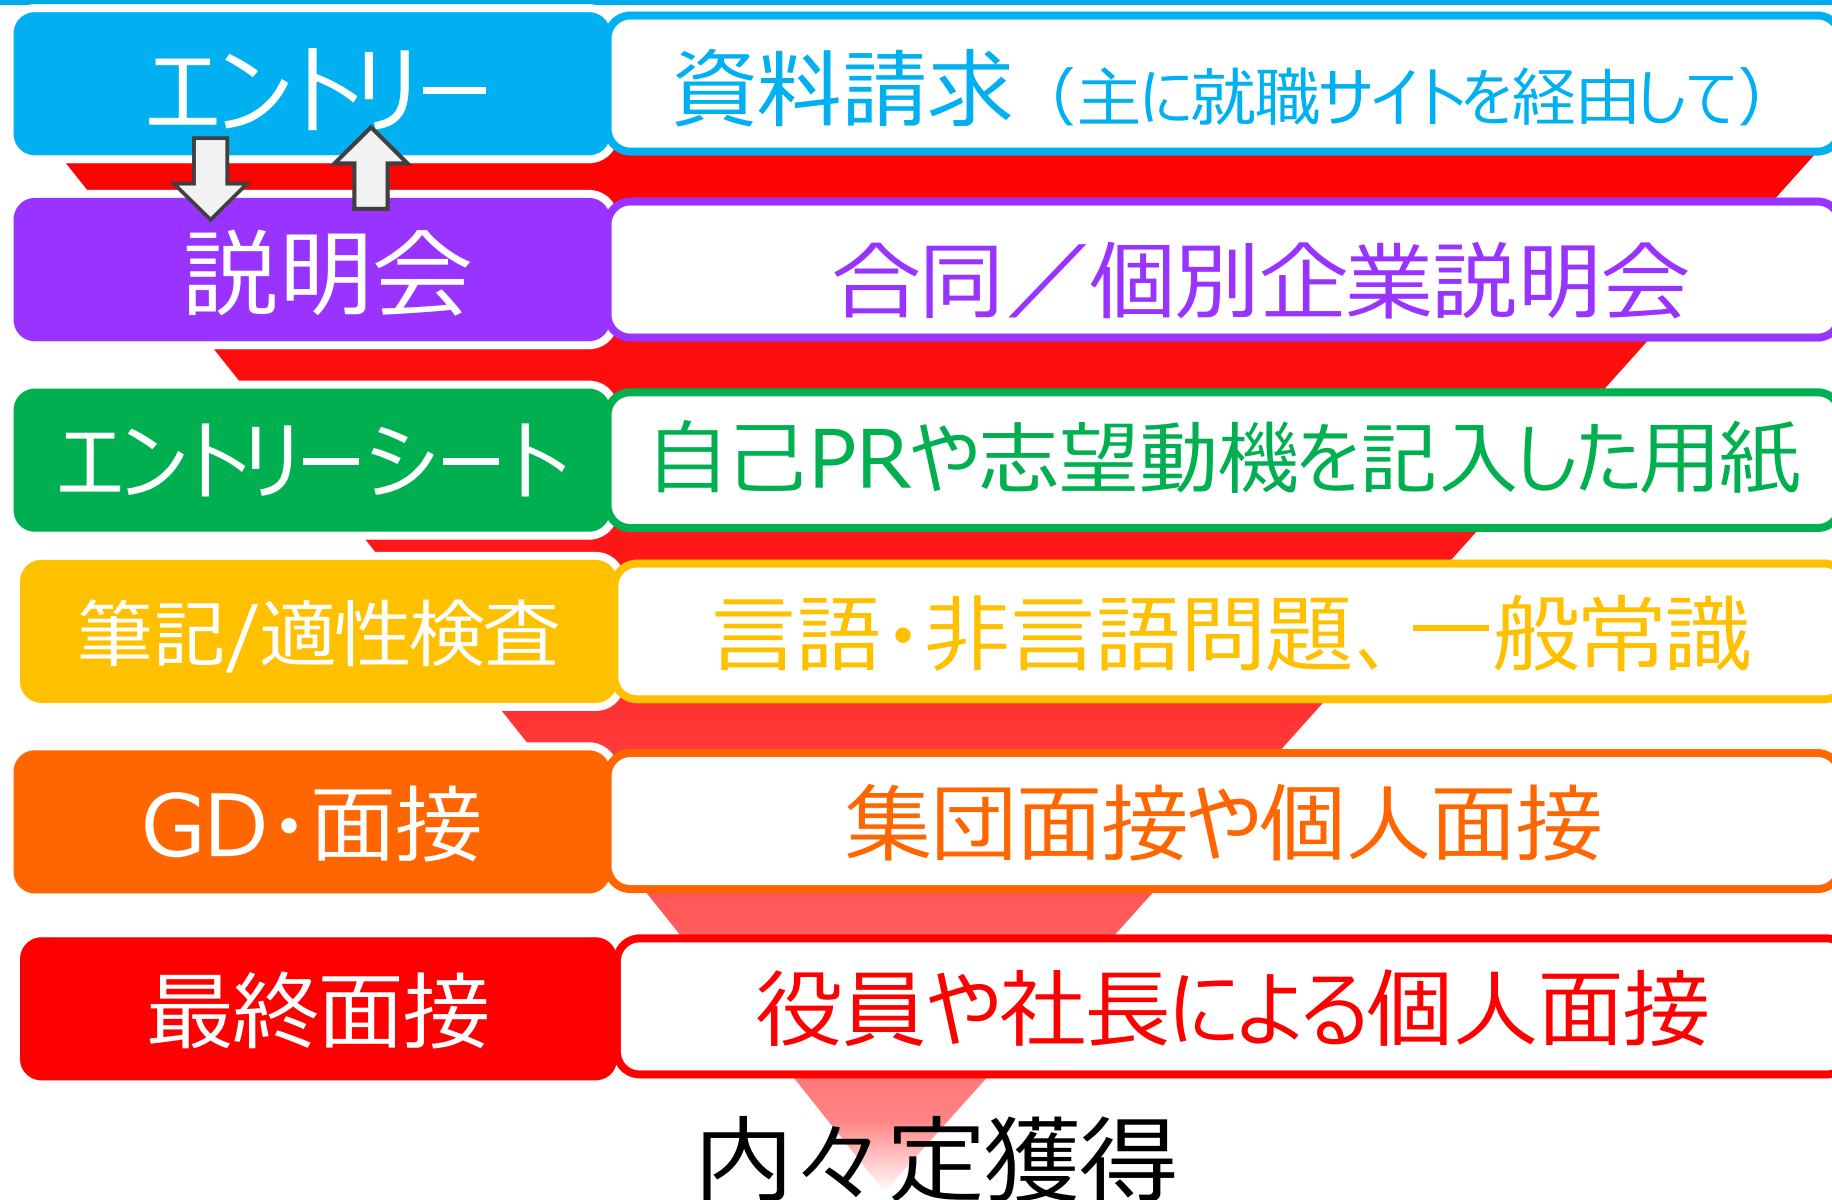 エントリー
資料請求（主に就職サイトを経由して）
説明会
合同／個別企業説明会
エントリーシート
自己PRや志望動機を記入した用紙
筆記/適性検査
言語・非言語問題、一般常識
GD・面接
集団面接や個人面接
最終面接
役員や社長による個人面接
内々定獲得